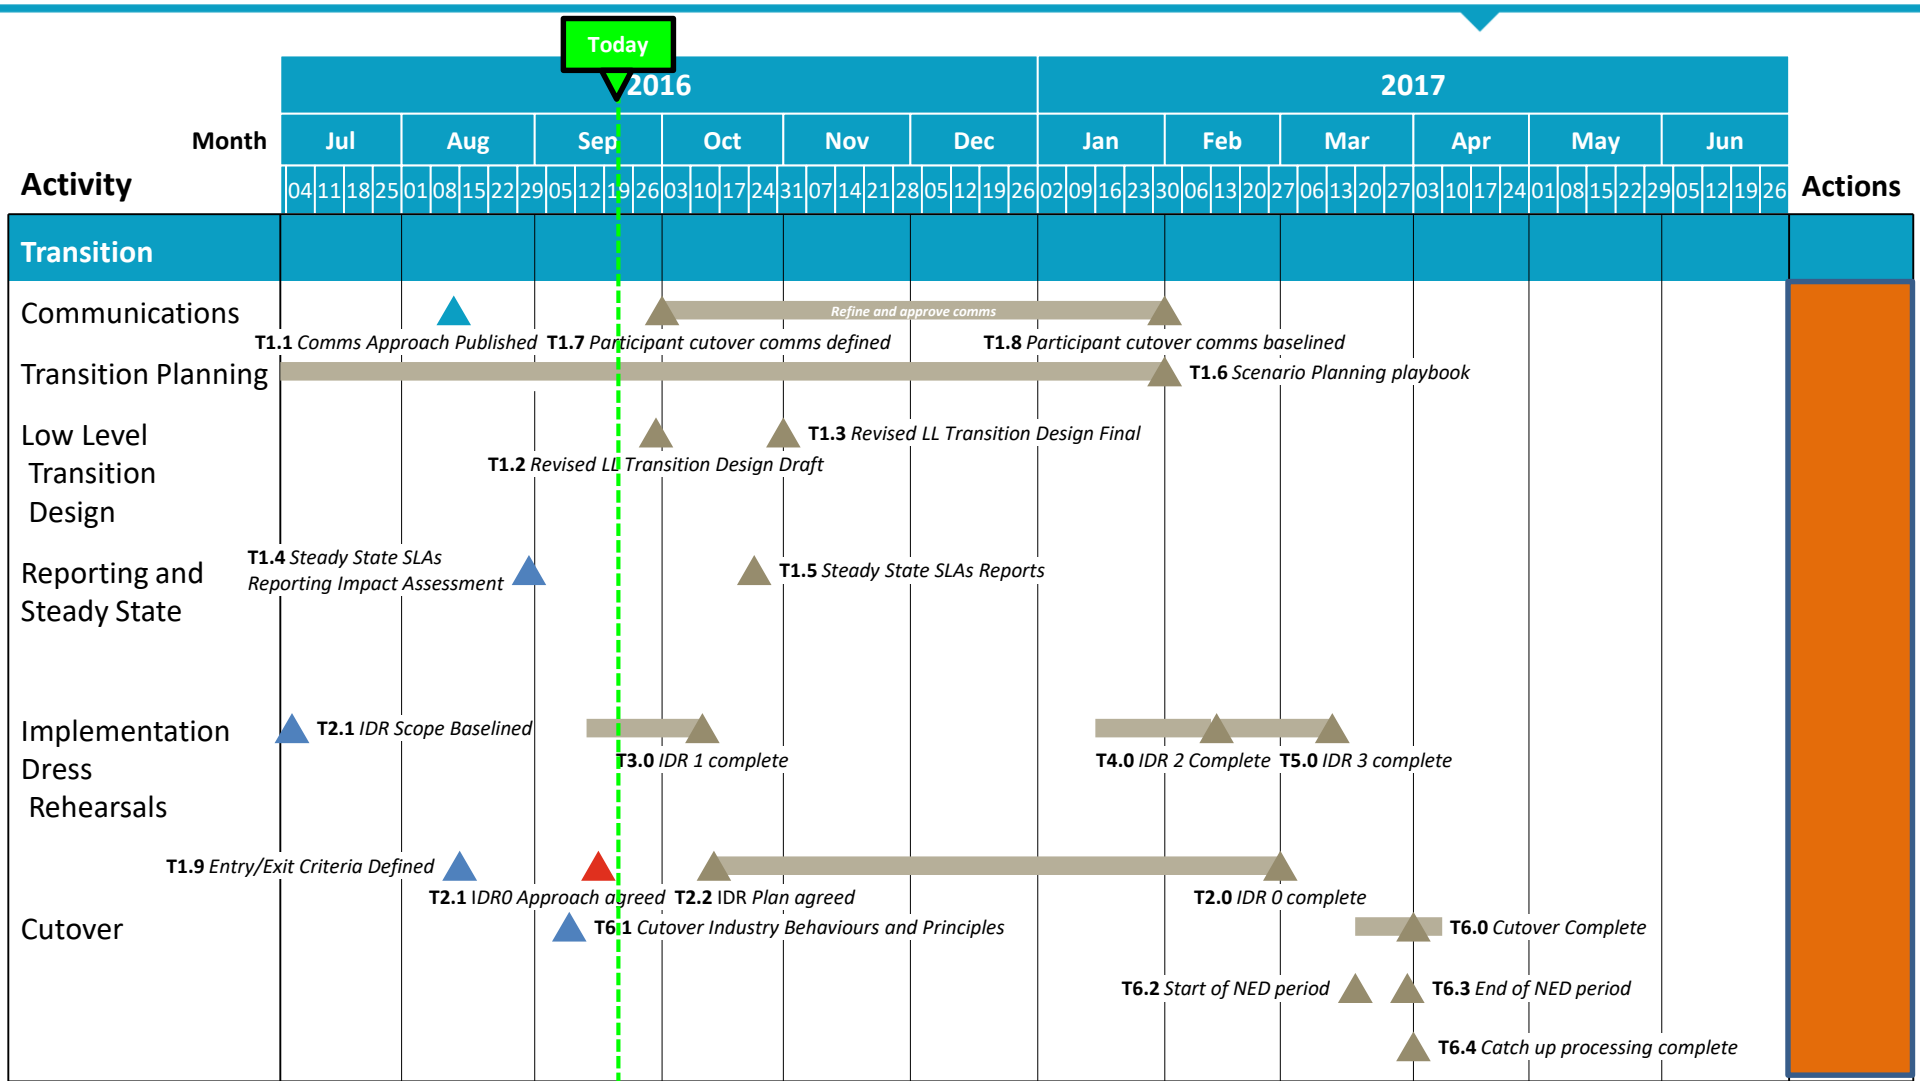 Today
2016 2017
Month Jul Aug Sep Oct Nov Dec Jan Feb Mar Apr May Jun
Activity 04 11 18 25 01 08 15 22 29 05 12 19 26 03 10 17 24 31 07 14 21 28 05 12 19 26 02 09 16 23 30 06 13 20 27 06 13 20 27 03 10 17 24 01 08 15 22 29 05 12 19 26 Actions
Transition
Communications
Refine and approve comms
T1.1 Comms Approach Published T1.7 Participant cutover comms defined T1.8 Participant cutover comms baselined
Transition Planning T1.6 Scenario Planning playbook
Low Level
Transition
Design
T1.3 Revised LL Transition Design Final
T1.2 Revised LL Transition Design Draft
Reporting and
Steady State
T1.4 Steady State SLAs
Reporting Impact Assessment
T1.5 Steady State SLAs Reports
Implementation
Dress
Rehearsals
T2.1 IDR Scope Baselined
T3.0 IDR 1 complete T4.0 IDR 2 Complete T5.0 IDR 3 complete
T1.9 Entry/Exit Criteria Defined
T2.1 IDR0 Approach agreed T2.2 IDR Plan agreed T2.0 IDR 0 complete
Cutover T6.1 Cutover Industry Behaviours and Principles T6.0 Cutover Complete
T6.2 Start of NED period T6.3 End of NED period
T6.4 Catch up processing complete